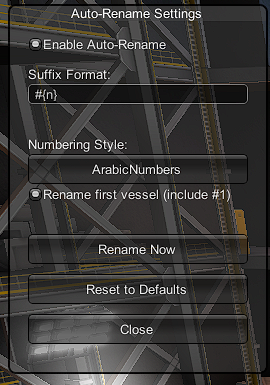 Auto-Rename Settings
Enable Auto-Rename
Suffix Format:
#{n}
Numbering Style:
ArabicNumbers
Rename first vessel (include #1)
Rename Now
Reset to Defaults
Close